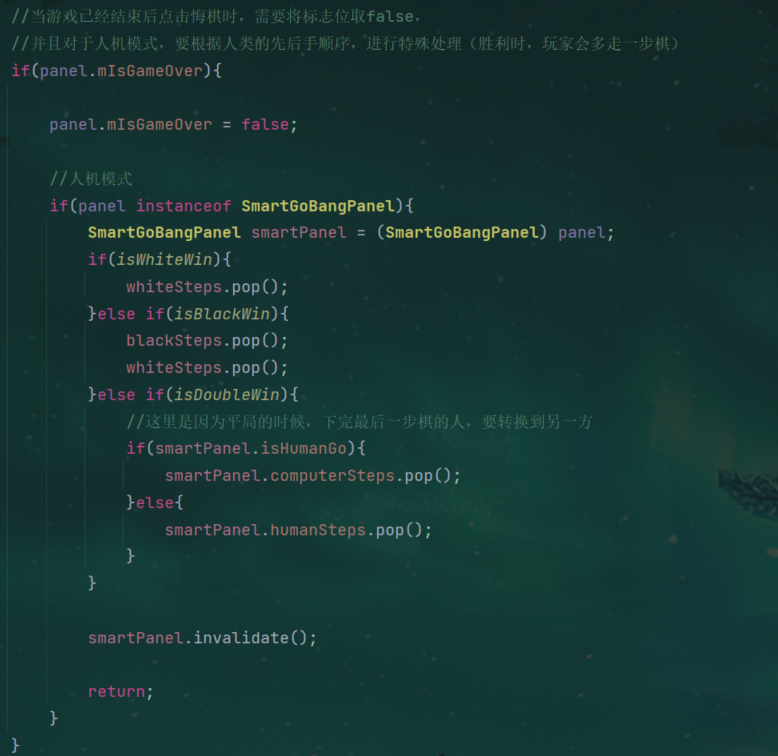 //当游戏已经结束后点击悔棋时，需要将标志位取false，
//并且对于人机模式，要根据人类的先后手顺序，进行特殊处理（胜利时，玩家会多走一步棋）
if(panel.mIsGameOver){
panel.mIsGameOver = false;
//人机模式
if(panel instanceof SmartGoBangPanel){
SmartGoBangPanel smartPanel = (SmartGoBangPanel) panel;
if(isWhiteWin){
whiteSteps.pop();
}else if(isBlackWin){
blackSteps.pop();
whiteSteps.pop();
}else if(isDoubleWin){
//这里是因为平局的时候，下完最后一步棋的人，要转换到另一方
if(smartPanel.isHumanGo){
smartPanel.computerSteps.pop();
}else{
smartPanel.humanSteps.pop();
}
}
smartPanel.invalidate();
return;
}
}